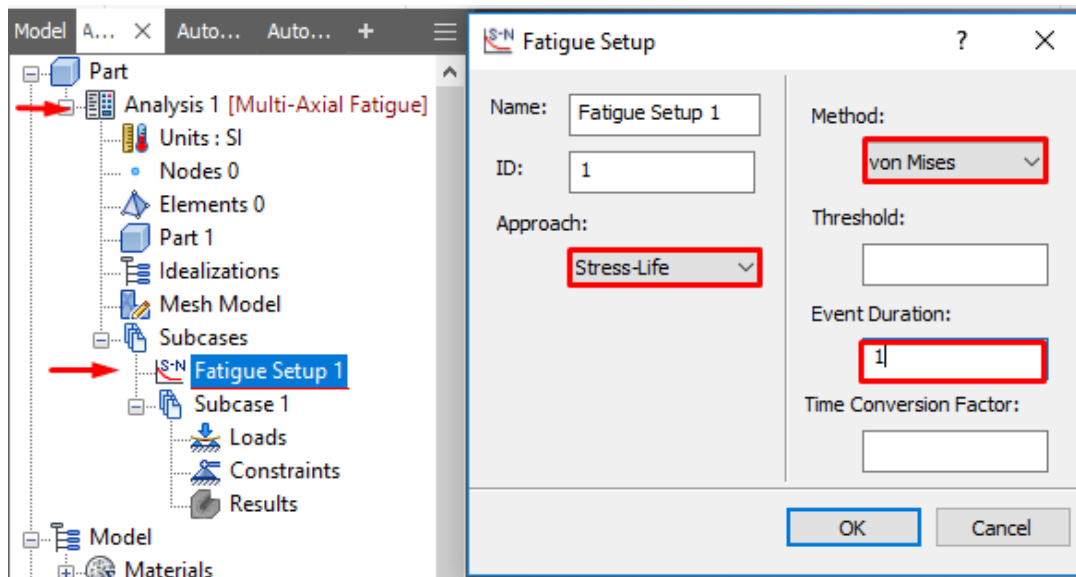 Model A... Auto... Auto... +
Part
Analysis 1 [Multi-Axial Fatigue]
Units : SI
Nodes 0
Elements 0
Part 1
Idealizations
Mesh Model
Subcases
S-N Fatigue Setup 1
Subcase 1
Loads
Constraints
Results
Model
Materials
S-N Fatigue Setup ?
Name: Fatigue Setup 1
ID: 1
Approach:
Stress-Life
Method:
von Mises
Threshold:
Event Duration:
1
Time Conversion Factor:
OK Cancel